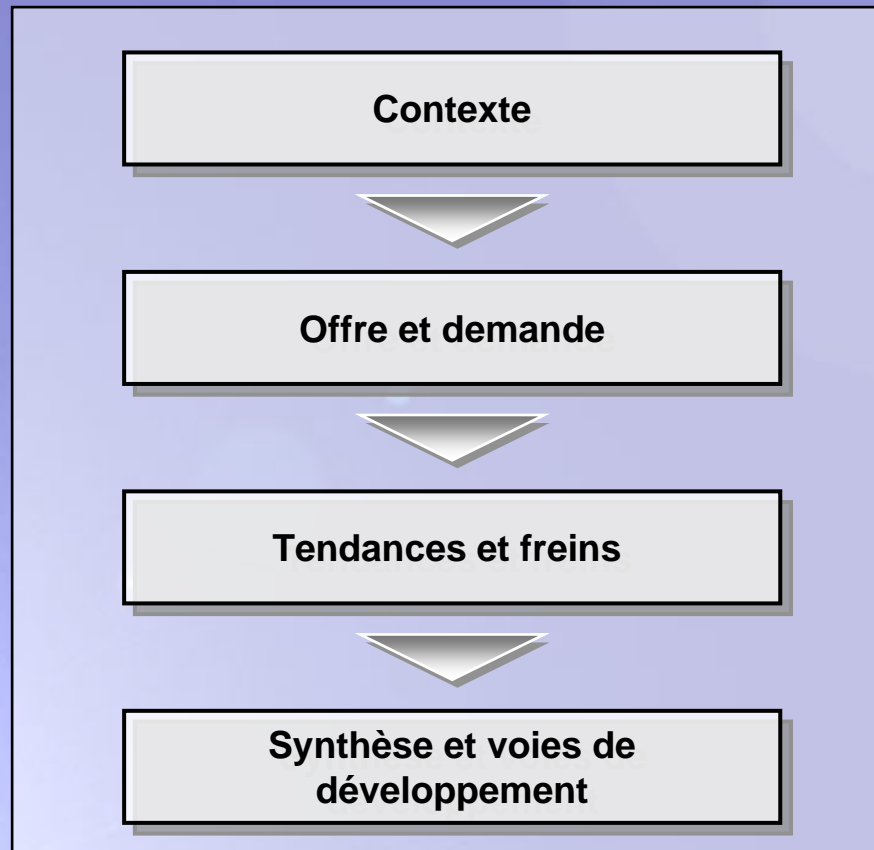 Contexte
Offre et demande
Tendances et freins
Synthèse et voies de
développement